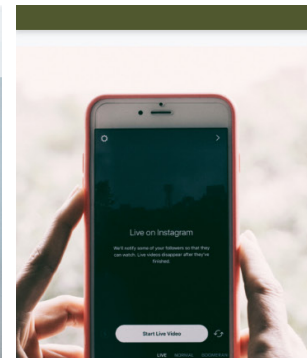 Live on Instagram
We'll notify some of your followers so that they
can watch. Live videos disappear after they've
finished.
Start Live Video
LIVE NORMAL